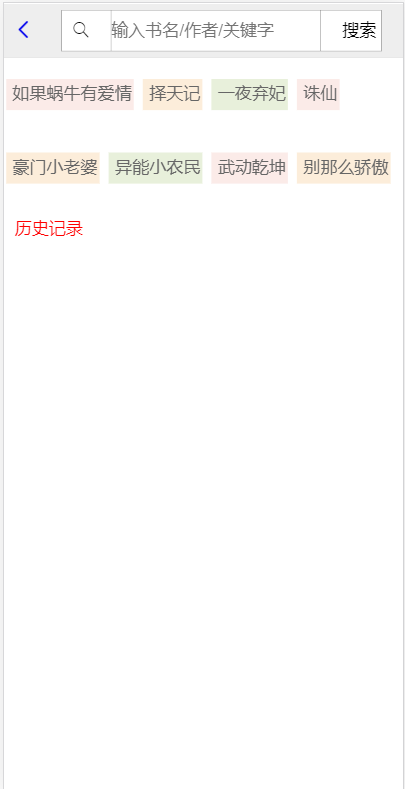 输入书名/作者/关键字 搜索
如果蜗牛有爱情 择天记 一夜弃妃 诛仙
豪门小老婆 异能小农民 武动乾坤 别那么骄傲
历史记录